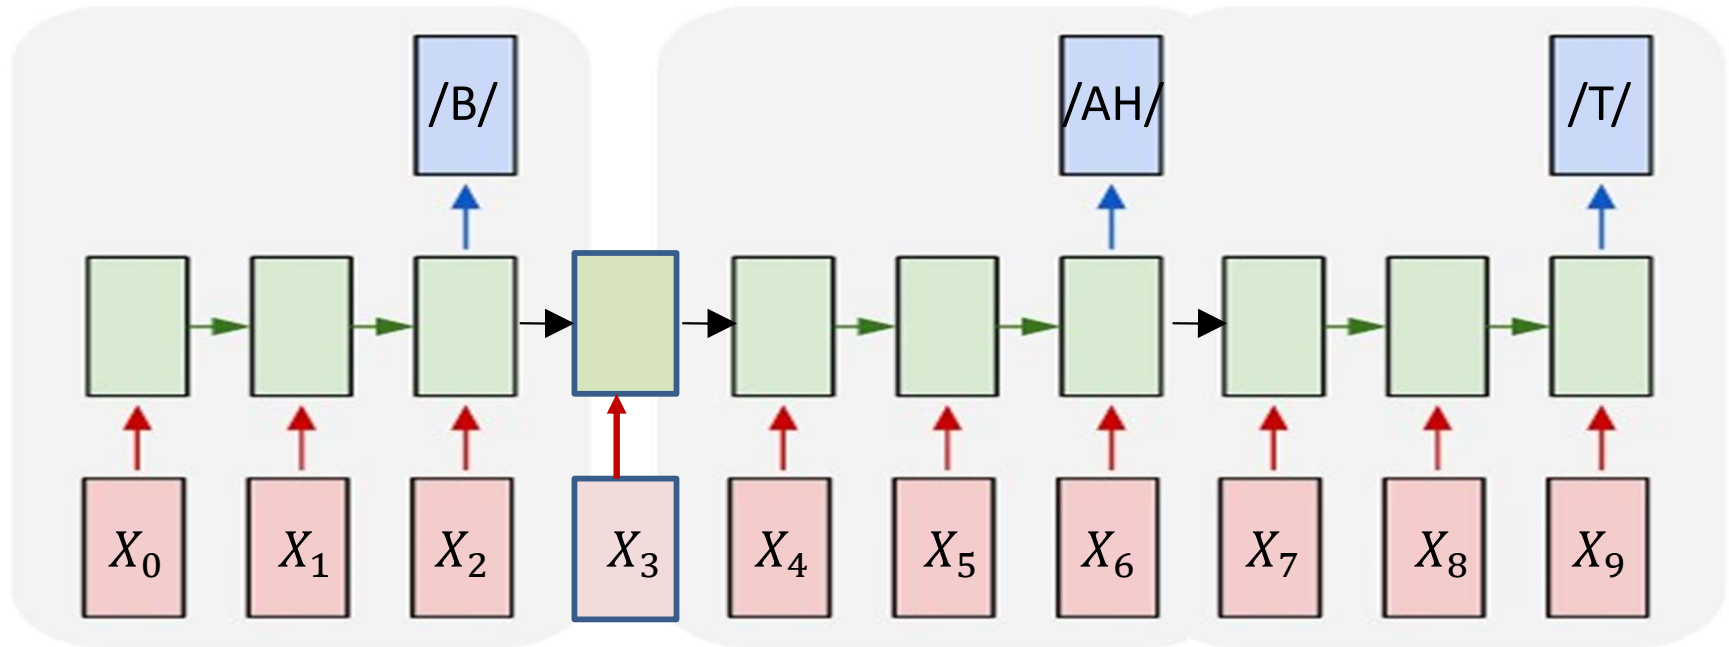 /B/ /AH/ /T/
X₀ X₁ X₂ X₃ X₄ X₅ X₆ X₇ X₈ X₉